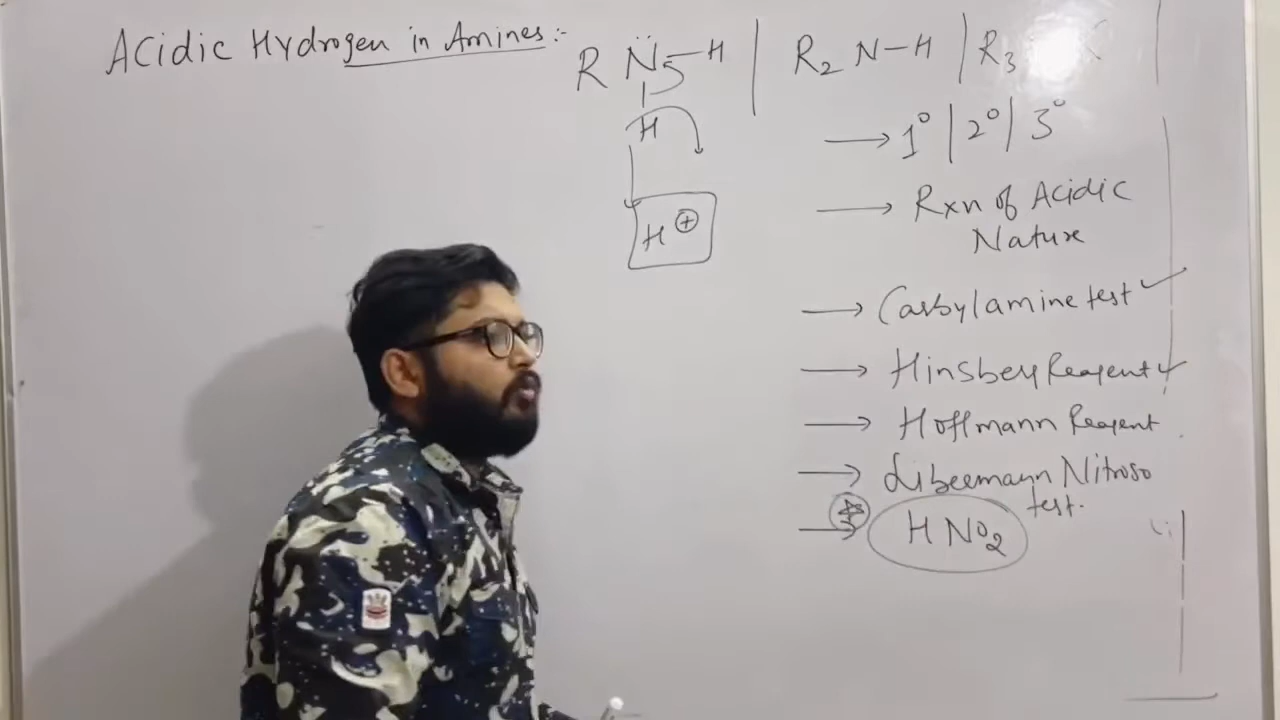 Acidic Hydrogen in Amines:-
R N̈-H | R₂ N-H | R₃
H
→ 1° | 2° | 3°
H⊕
→ Rxn of Acidic
Nature
→ Carbylamine test ✓
→ Hinsberg Reagent ✓
→ Hoffmann Reagent
→ Libeemann Nitroso
test.
→ HNO₂